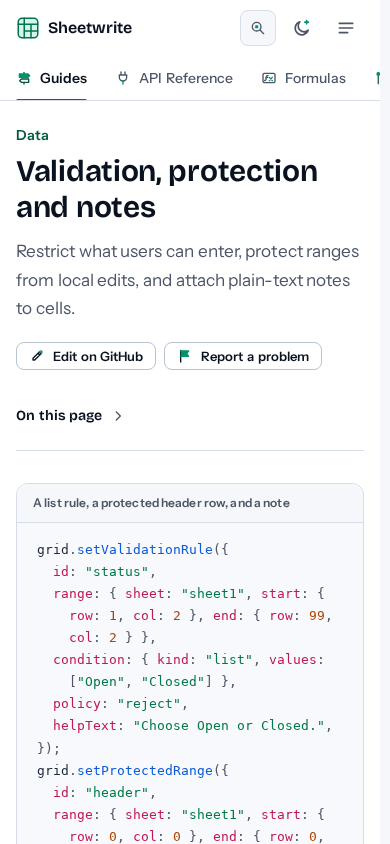 Sheetwrite
Guides API Reference Formulas
Data
Validation, protection
and notes
Restrict what users can enter, protect ranges
from local edits, and attach plain-text notes
to cells.
Edit on GitHub Report a problem
On this page
A list rule, a protected header row, and a note
grid.setValidationRule({
  id: "status",
  range: { sheet: "sheet1", start: {
    row: 1, col: 2 }, end: { row: 99,
    col: 2 } },
  condition: { kind: "list", values:
    ["Open", "Closed"] },
  policy: "reject",
  helpText: "Choose Open or Closed.",
});
grid.setProtectedRange({
  id: "header",
  range: { sheet: "sheet1", start: {
    row: 0, col: 0 }, end: { row: 0,